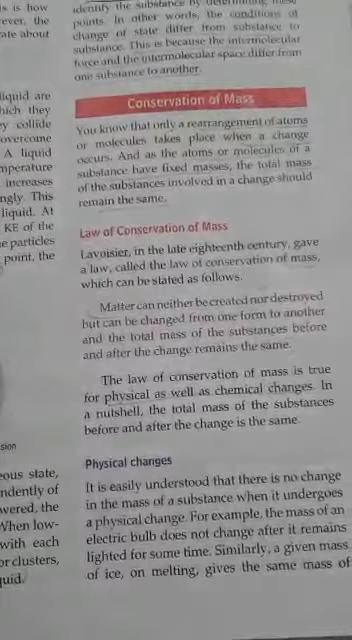 s is how
ever, the
ate about
liquid are
hich they
ey collide
overcome
A liquid
mperature
increases
ngly. This
liquid. At
KE of the
e particles
point, the
sion
eous state,
ndently of
wered, the
When low-
with each
or clusters,
quid.
identify the substance by determining these
points. In other words, the conditions of
change of state differ from substance to
substance. This is because the intermolecular
force and the intermolecular space differ from
one substance to another.
Conservation of Mass
You know that only a rearrangement of atoms
or molecules takes place when a change
occurs. And as the atoms or molecules of a
substance have fixed masses, the total mass
of the substances involved in a change should
remain the same.
Law of Conservation of Mass
Lavoisier, in the late eighteenth century, gave
a law, called the law of conservation of mass,
which can be stated as follows.
Matter can neither be created nor destroyed
but can be changed from one form to another
and the total mass of the substances before
and after the change remains the same.
The law of conservation of mass is true
for physical as well as chemical changes. In
a nutshell, the total mass of the substances
before and after the change is the same.
Physical changes
It is easily understood that there is no change
in the mass of a substance when it undergoes
a physical change. For example, the mass of an
electric bulb does not change after it remains
lighted for some time. Similarly, a given mass
of ice, on melting, gives the same mass of